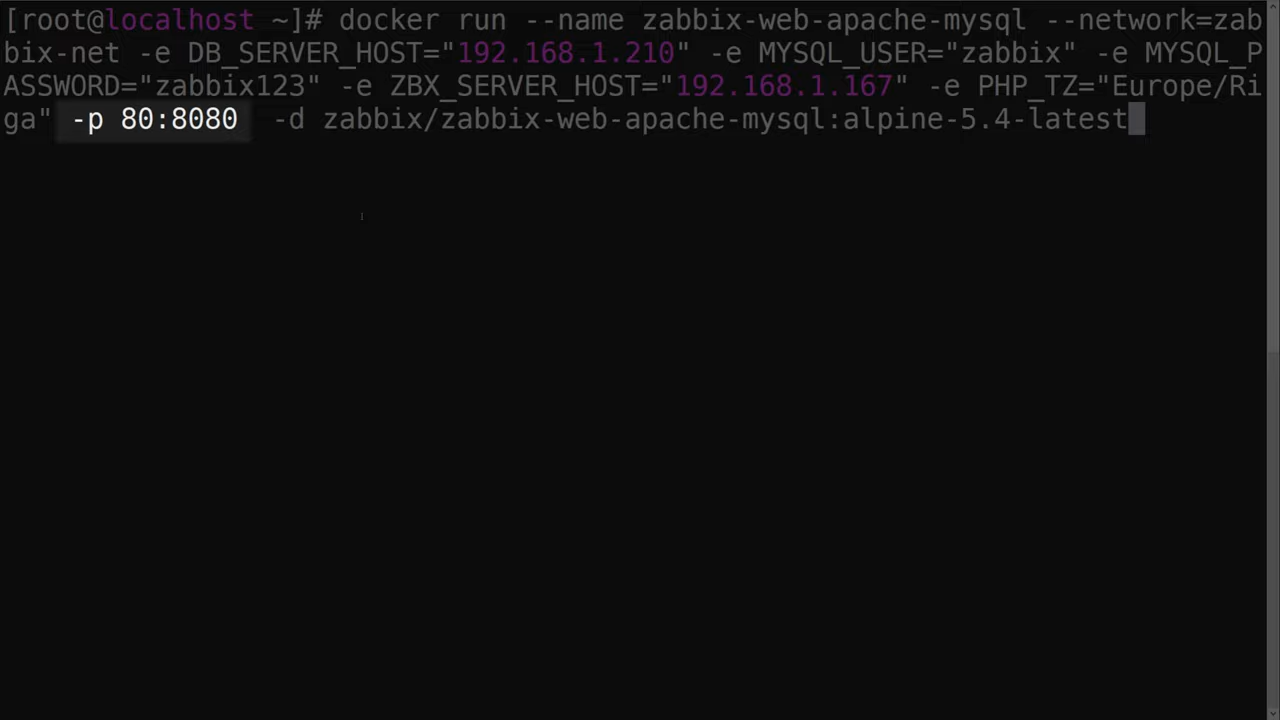 [root@localhost ~]# docker run --name zabbix-web-apache-mysql --network=zab
bix-net -e DB_SERVER_HOST="192.168.1.210" -e MYSQL_USER="zabbix" -e MYSQL_P
ASSWORD="zabbix123" -e ZBX_SERVER_HOST="192.168.1.167" -e PHP_TZ="Europe/Ri
ga" -p 80:8080 -d zabbix/zabbix-web-apache-mysql:alpine-5.4-latest